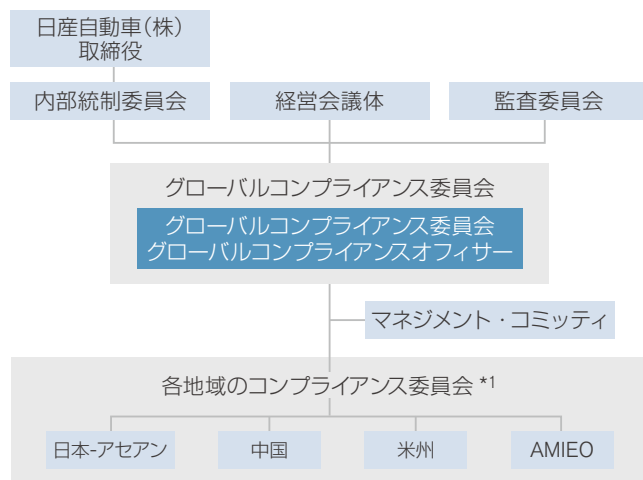 日産自動車(株)
取締役
内部統制委員会
経営会議体
監査委員会
グローバルコンプライアンス委員会
グローバルコンプライアンス委員会
グローバルコンプライアンスオフィサー
マネジメント・コミッティ
各地域のコンプライアンス委員会 *1
日本-アセアン
中国
米州
AMIEO